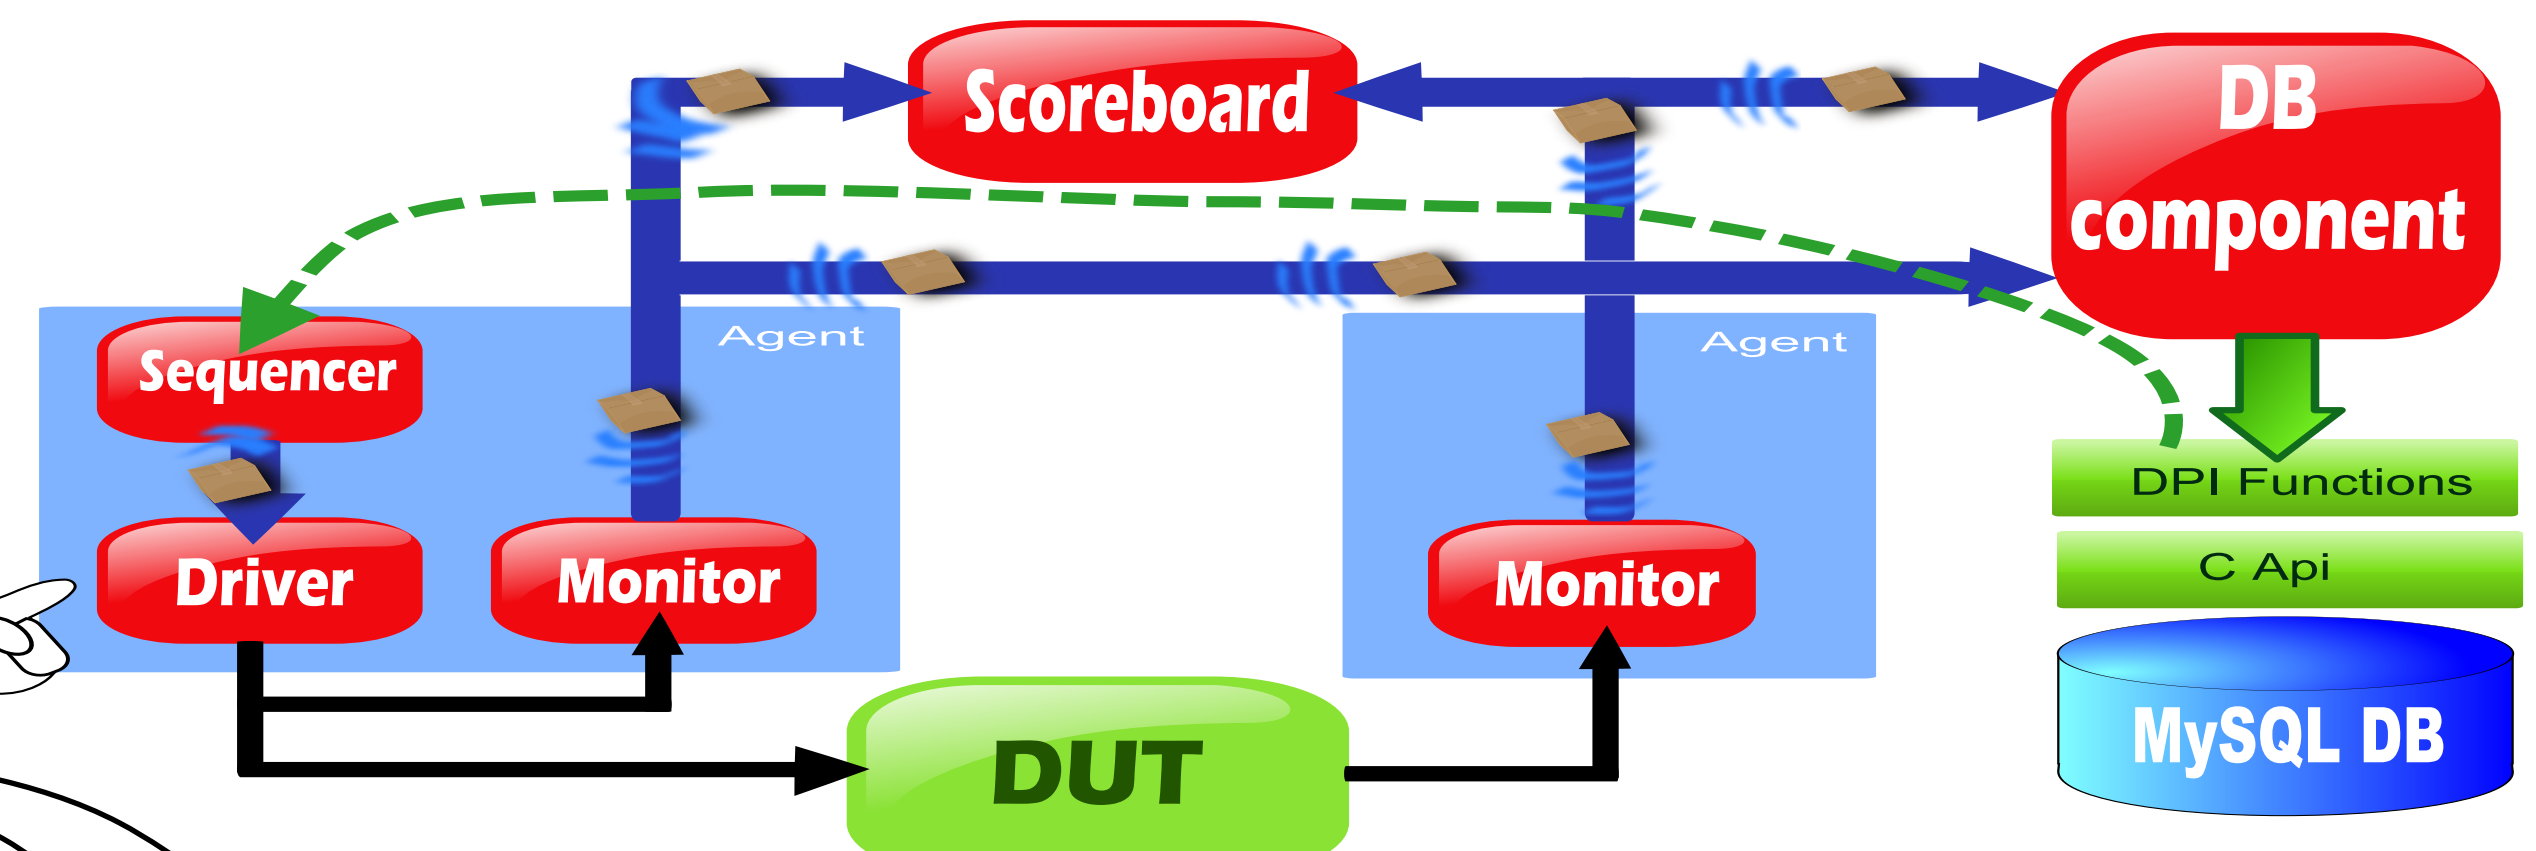 Scoreboard
DB
component
Agent
Agent
Sequencer
DPI Functions
C Api
Driver
Monitor
Monitor
MySQL DB
DUT